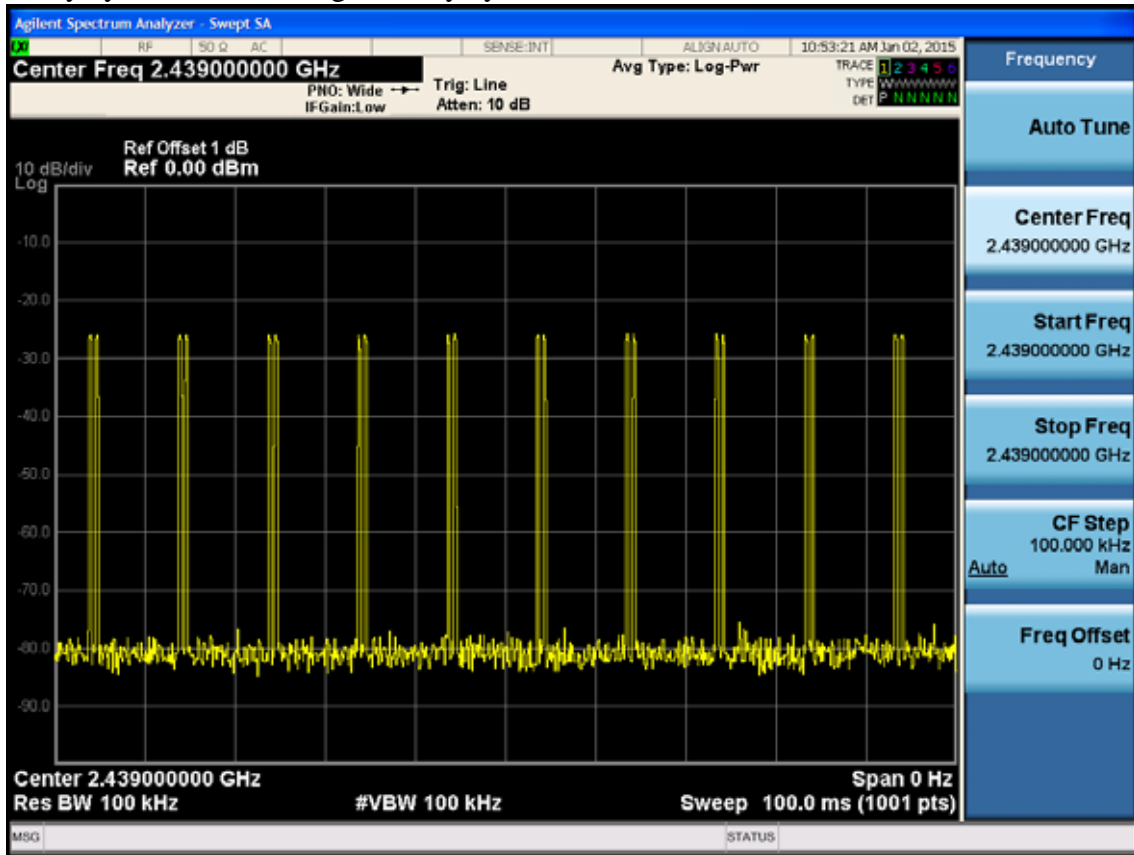 Agilent Spectrum Analyzer - Swept SA
RF 50 Ω AC SENSE:INT ALIGN AUTO 10:53:21 AM Jan 02, 2015
Center Freq 2.439000000 GHz
PNO: Wide
IFGain:Low
Trig: Line
Atten: 10 dB
Avg Type: Log-Pwr
TRACE 1 2 3 4 5 6
TYPE W
DET P N N N N N
Ref Offset 1 dB
10 dB/div Ref 0.00 dBm
Log
-10.0
-20.0
-30.0
-40.0
-50.0
-60.0
-70.0
-80.0
-90.0
Center 2.439000000 GHz Span 0 Hz
Res BW 100 kHz #VBW 100 kHz Sweep 100.0 ms (1001 pts)
MSG STATUS
Frequency
Auto Tune
Center Freq
2.439000000 GHz
Start Freq
2.439000000 GHz
Stop Freq
2.439000000 GHz
CF Step
100.000 kHz
Auto Man
Freq Offset
0 Hz